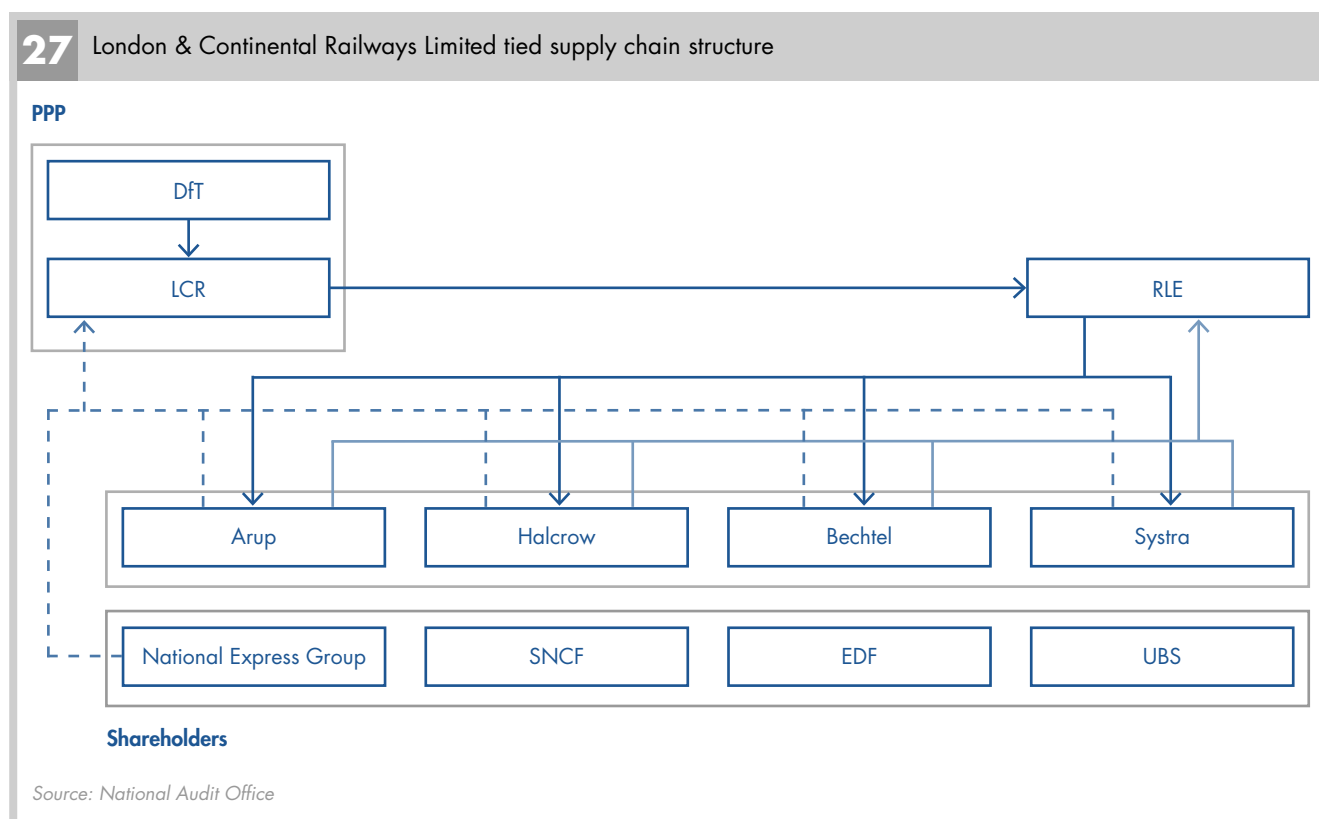 27 London & Continental Railways Limited tied supply chain structure
PPP
DfT
LCR
RLE
Arup
Halcrow
Bechtel
Systra
National Express Group
SNCF
EDF
UBS
Shareholders
Source: National Audit Office